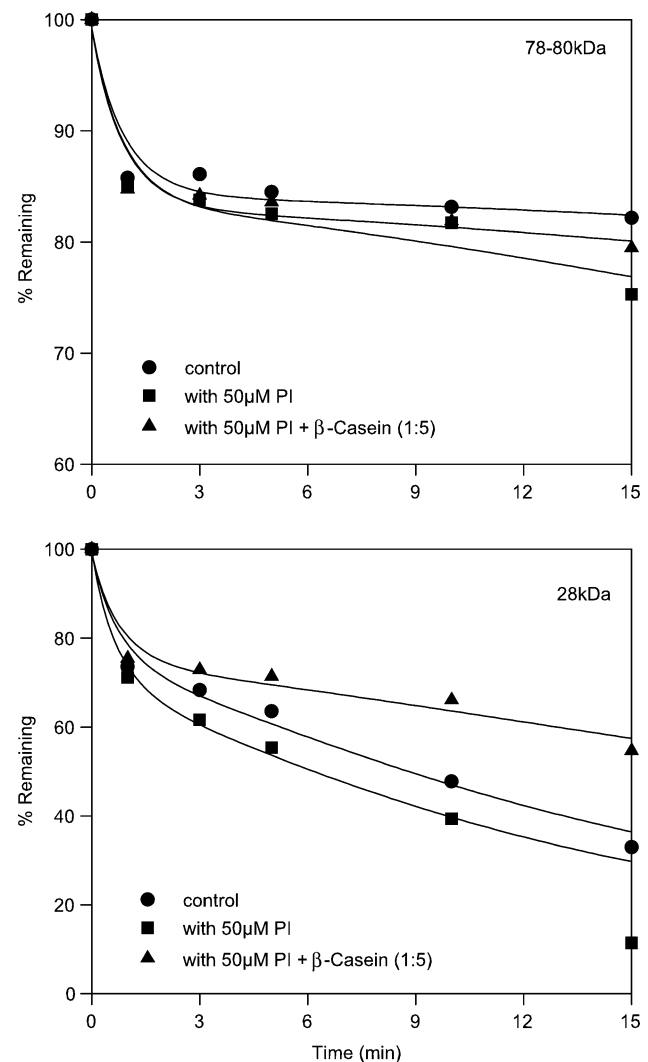 100
78-80kDa
90
80
% Remaining
70
control
with 50µM PI
with 50µM PI + β-Casein (1:5)
60
0 3 6 9 12 15
100
28kDa
80
60
% Remaining
40
20
control
with 50µM PI
with 50µM PI + β-Casein (1:5)
0
0 3 6 9 12 15
Time (min)